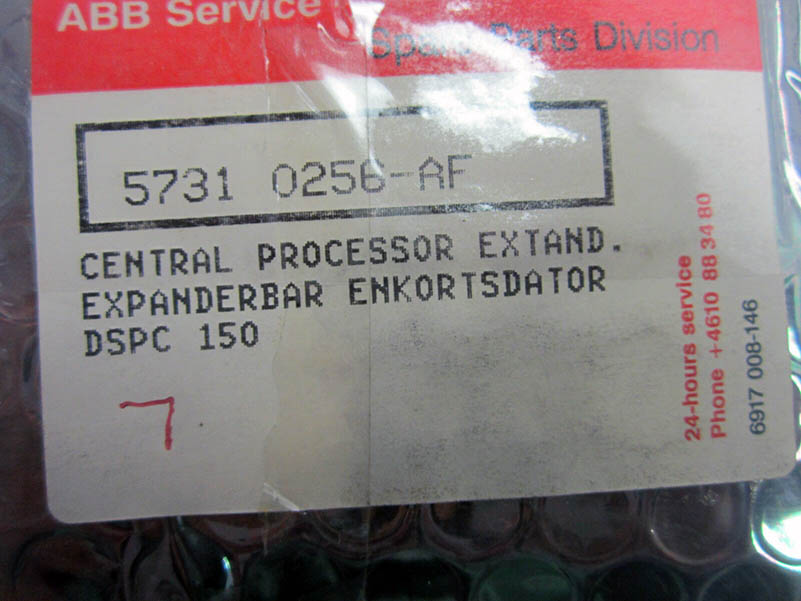 ABB Service
Spare Parts Division
5731 0256-AF
CENTRAL PROCESSOR EXTAND.
EXPANDERBAR ENKORTSDATOR
DSPC 150
7
24-hours service
Phone +4610 88 34 80
6917 008-146